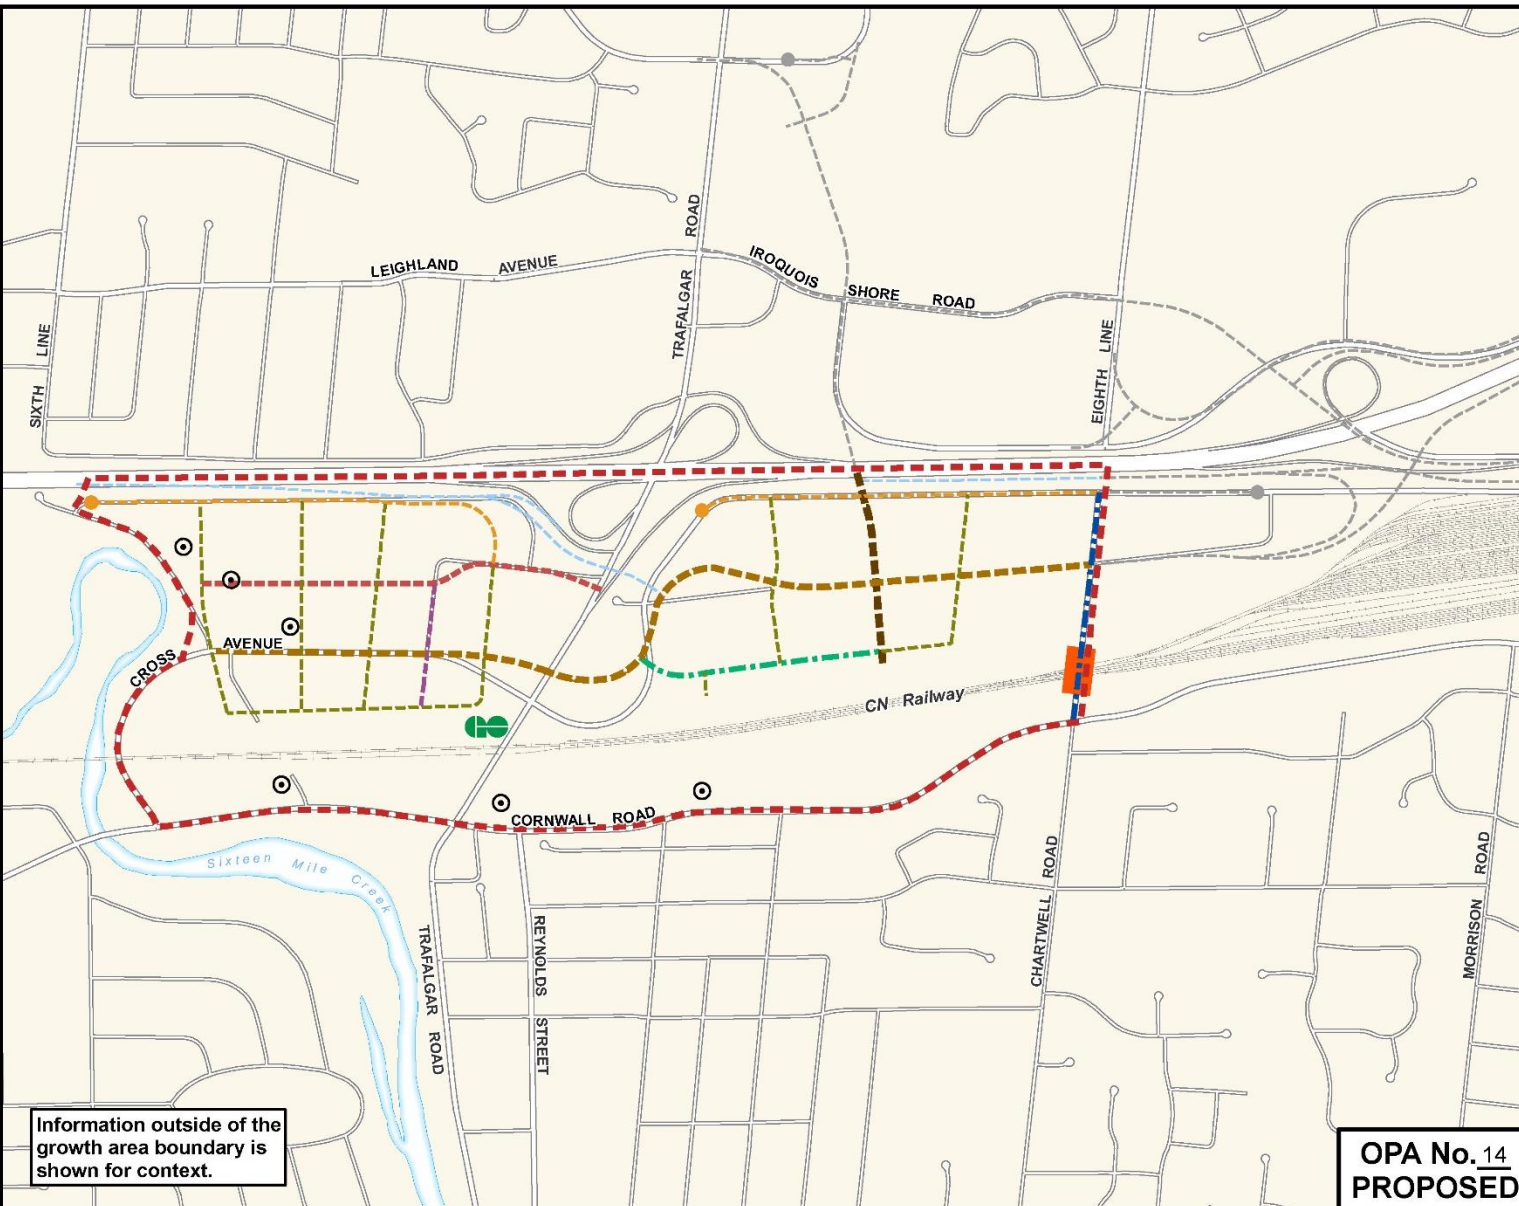 ROAD
IROQUOIS
LEIGHLAND AVENUE
SHORE ROAD
TRAFALGAR
SIXTH LINE
EIGHTH LINE
AVENUE
CROSS
CN Railway
CORNWALL ROAD
Sixteen Mile Creek
TRAFALGAR ROAD
REYNOLDS STREET
CHARTWELL ROAD
MORRISON ROAD
Information outside of the
growth area boundary is
shown for context.
OPA No. 14
PROPOSED